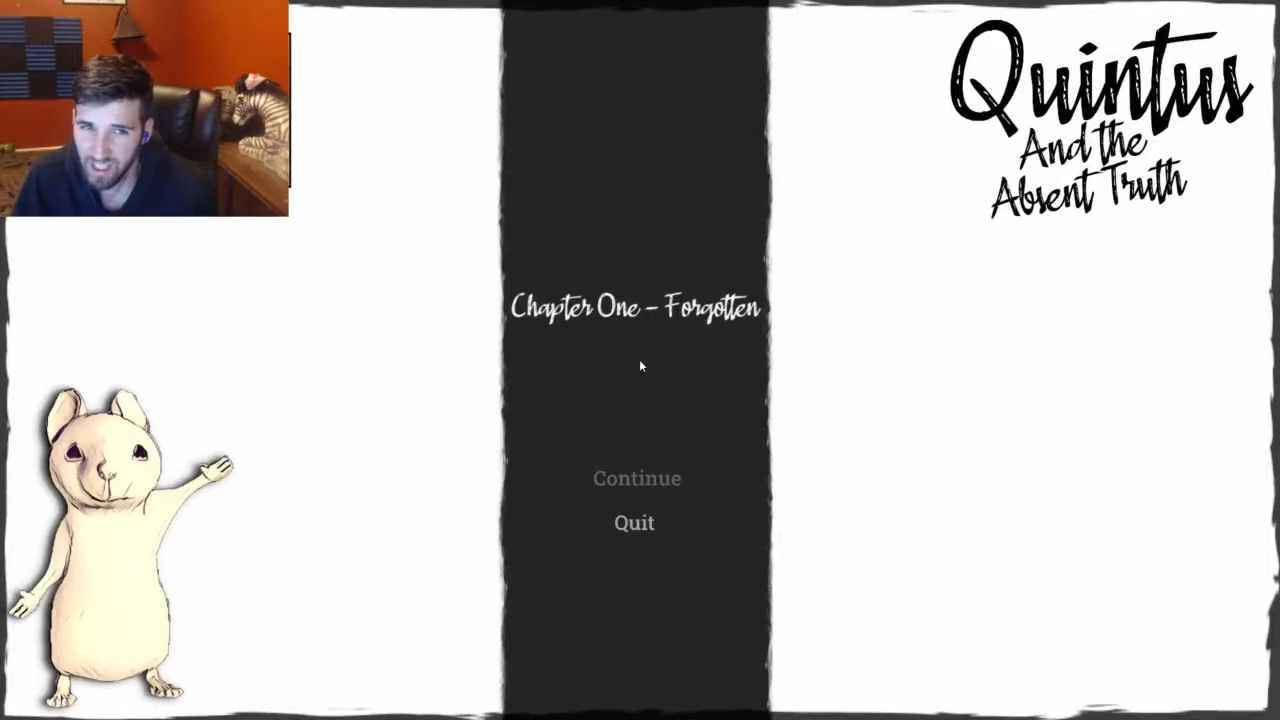 Quintus
And the
Absent Truth
Chapter One - Forgotten
Continue
Quit